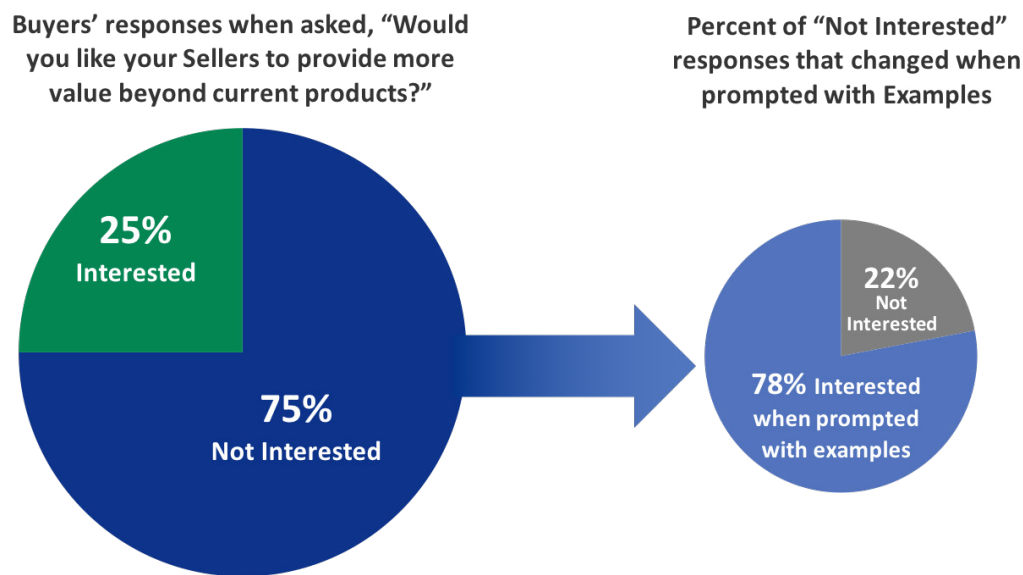 Buyers’ responses when asked, “Would
you like your Sellers to provide more
value beyond current products?”
25%
Interested
75%
Not Interested
Percent of “Not Interested”
responses that changed when
prompted with Examples
22%
Not
Interested
78% Interested
when prompted
with examples